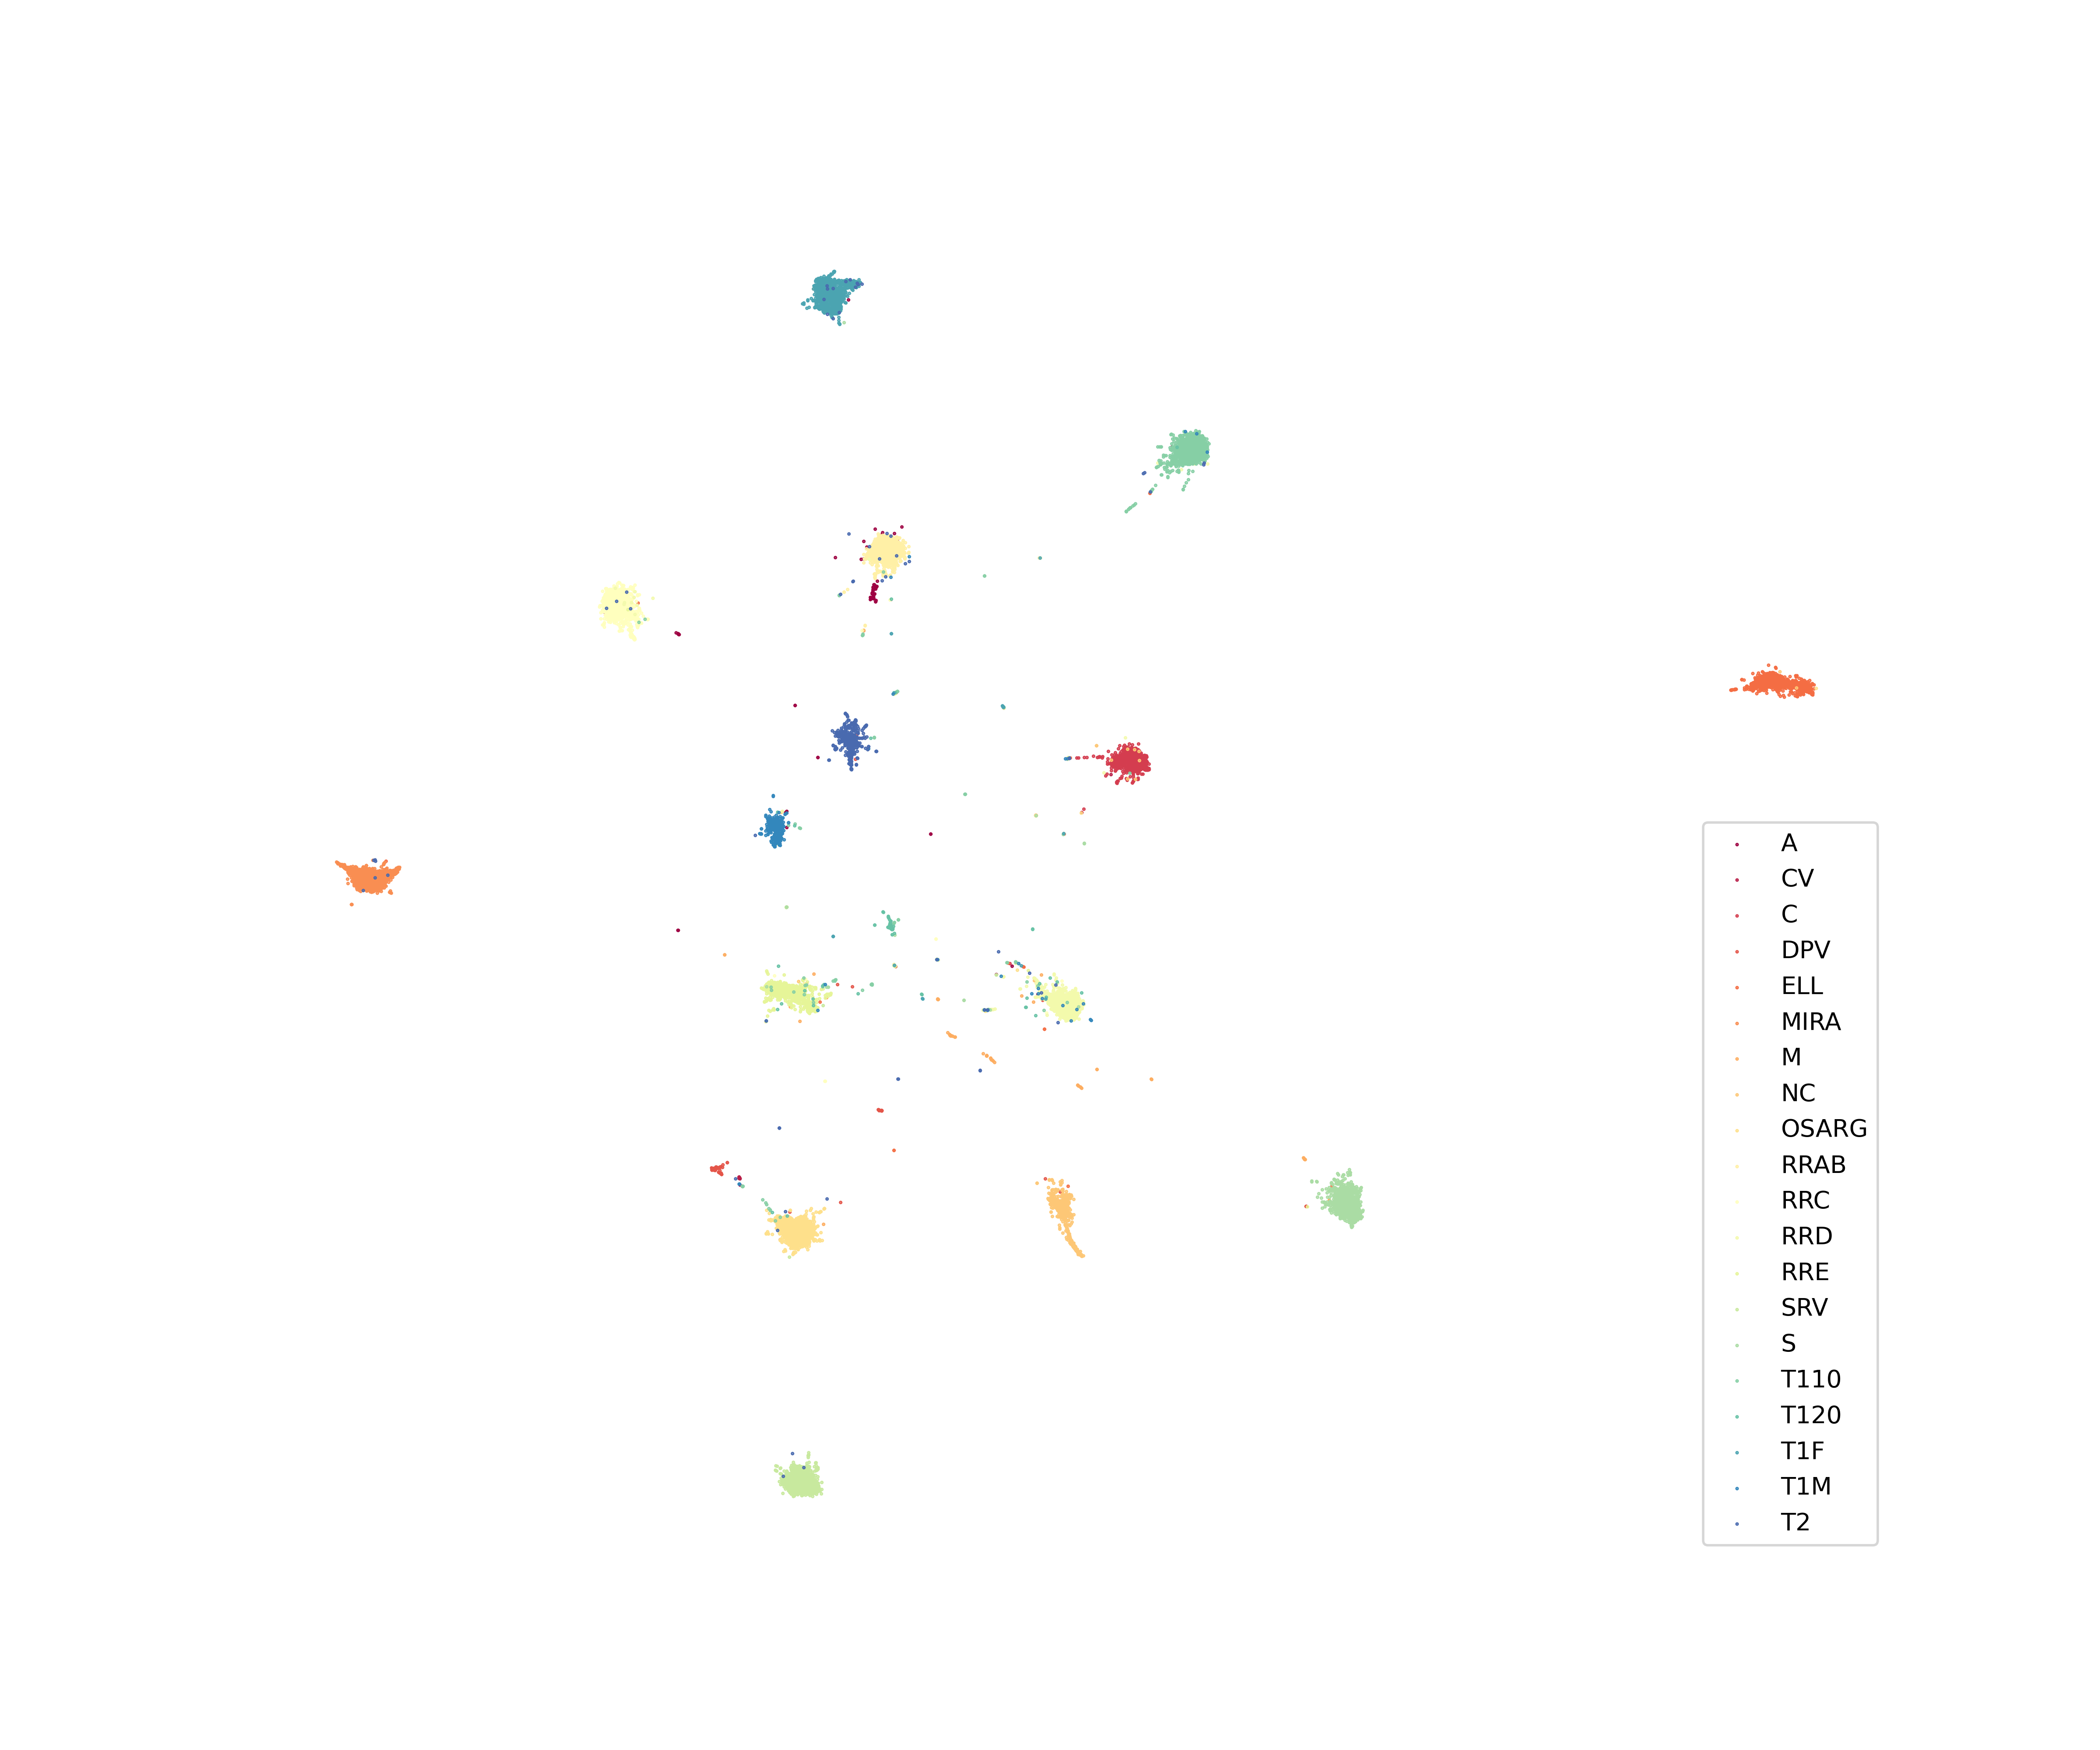 A
CV
C
DPV
ELL
MIRA
M
NC
OSARG
RRAB
RRC
RRD
RRE
SRV
S
T110
T120
T1F
T1M
T2